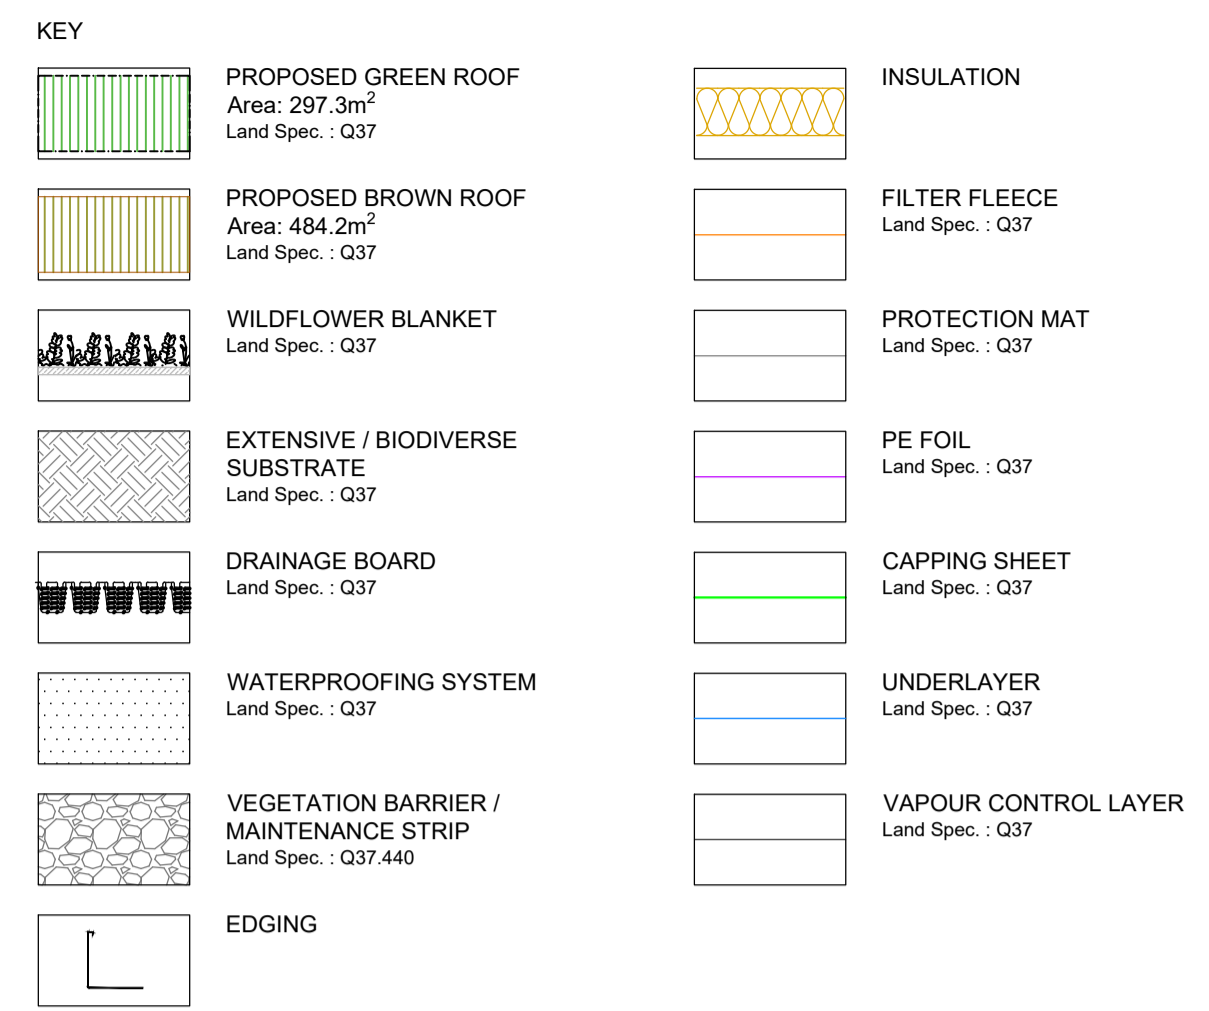 KEY
PROPOSED GREEN ROOF
Area: 297.3m²
Land Spec. : Q37
PROPOSED BROWN ROOF
Area: 484.2m²
Land Spec. : Q37
WILDFLOWER BLANKET
Land Spec. : Q37
EXTENSIVE / BIODIVERSE
SUBSTRATE
Land Spec. : Q37
DRAINAGE BOARD
Land Spec. : Q37
WATERPROOFING SYSTEM
Land Spec. : Q37
VEGETATION BARRIER /
MAINTENANCE STRIP
Land Spec. : Q37.440
EDGING
INSULATION
FILTER FLEECE
Land Spec. : Q37
PROTECTION MAT
Land Spec. : Q37
PE FOIL
Land Spec. : Q37
CAPPING SHEET
Land Spec. : Q37
UNDERLAYER
Land Spec. : Q37
VAPOUR CONTROL LAYER
Land Spec. : Q37